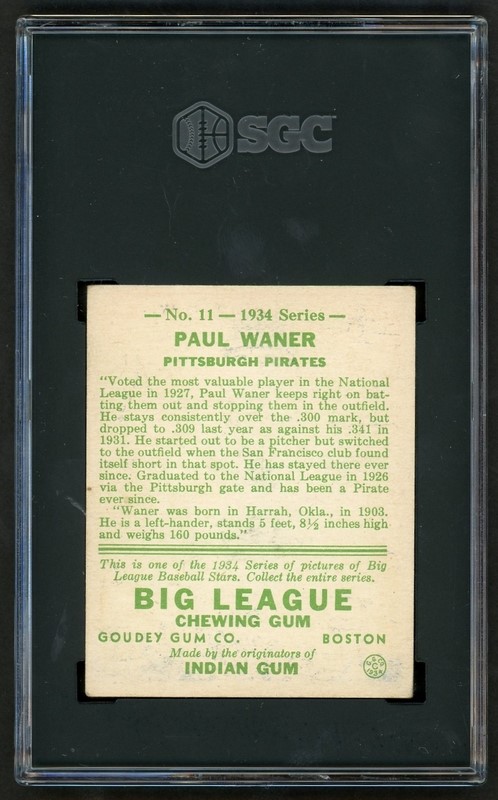 SGC
— No. 11 — 1934 Series —
PAUL WANER
PITTSBURGH PIRATES
"Voted the most valuable player in the National
League in 1927, Paul Waner keeps right on bat-
ting them out and stopping them in the outfield.
He stays consistently over the .300 mark, but
dropped to .309 last year as against his .341 in
1931. He started out to be a pitcher but switched
to the outfield when the San Francisco club found
itself short in that spot. He has stayed there ever
since. Graduated to the National League in 1926
via the Pittsburgh gate and has been a Pirate
ever since.
"Waner was born in Harrah, Okla., in 1903.
He is a left-hander, stands 5 feet, 8½ inches high
and weighs 160 pounds."
This is one of the 1934 Series of pictures of Big
League Baseball Stars. Collect the entire series.
BIG LEAGUE
CHEWING GUM
GOUDEY GUM CO. BOSTON
Made by the originators of
INDIAN GUM